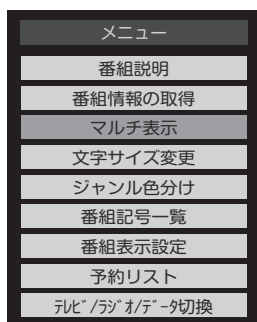 メニュー
番組説明
番組情報の取得
マルチ表示
文字サイズ変更
ジャンル色分け
番組記号一覧
番組表示設定
予約リスト
ﾃﾚﾋﾞ/ﾗｼﾞｵ/ﾃﾞｰﾀ切換